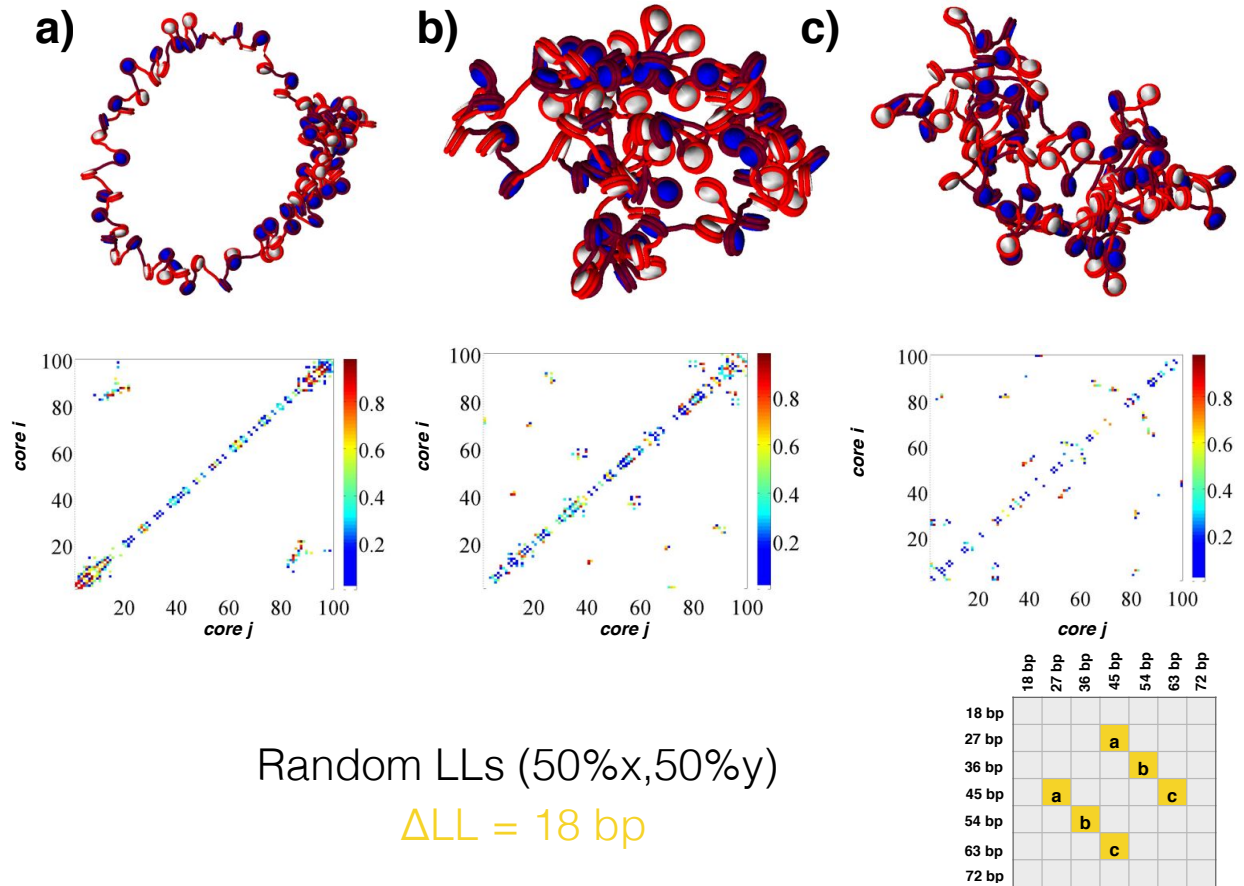 a)
b)
c)
100
80
60
40
20
core i
0.8
0.6
0.4
0.2
20 40 60 80 100
core j
100
80
60
40
20
core i
0.8
0.6
0.4
0.2
20 40 60 80 100
core j
100
80
60
40
20
core i
0.8
0.6
0.4
0.2
20 40 60 80 100
core j
Random LLs (50%x,50%y)
ΔLL = 18 bp
18 bp 27 bp 36 bp 45 bp 54 bp 63 bp 72 bp
18 bp
27 bp a
36 bp b
45 bp a c
54 bp b
63 bp c
72 bp